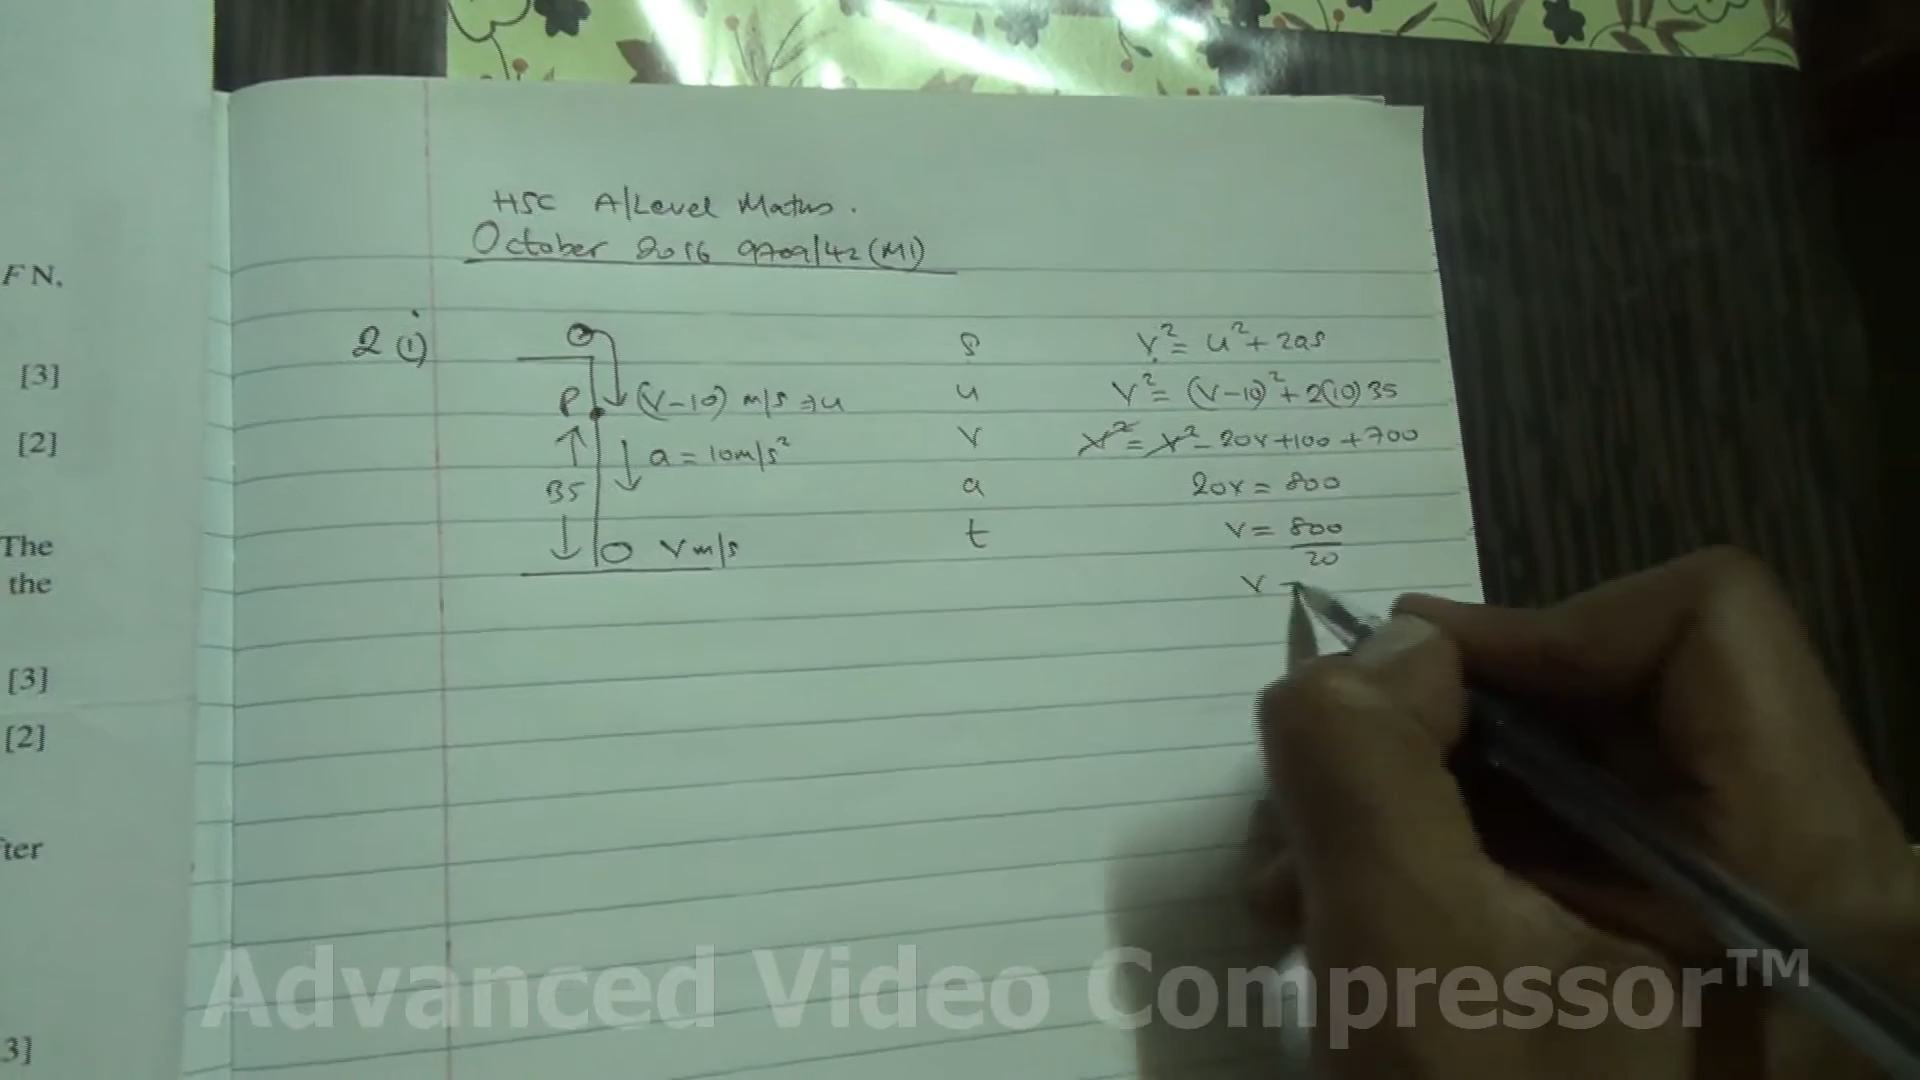 FN.
[3]
[2]
The
the
[3]
[2]
ter
3]
HSC A/Level Maths.
October 2016 9709/42 (M1)
2 (i)
P
(V-10) m/s → u
a = 10m/s²
35
V m/s
s
u
v
a
t
V² = u² + 2as
V² = (V-10)² + 2(10)35
V² = V² - 20V + 100 + 700
20V = 800
V = 800
20
V =
Advanced Video Compressor™